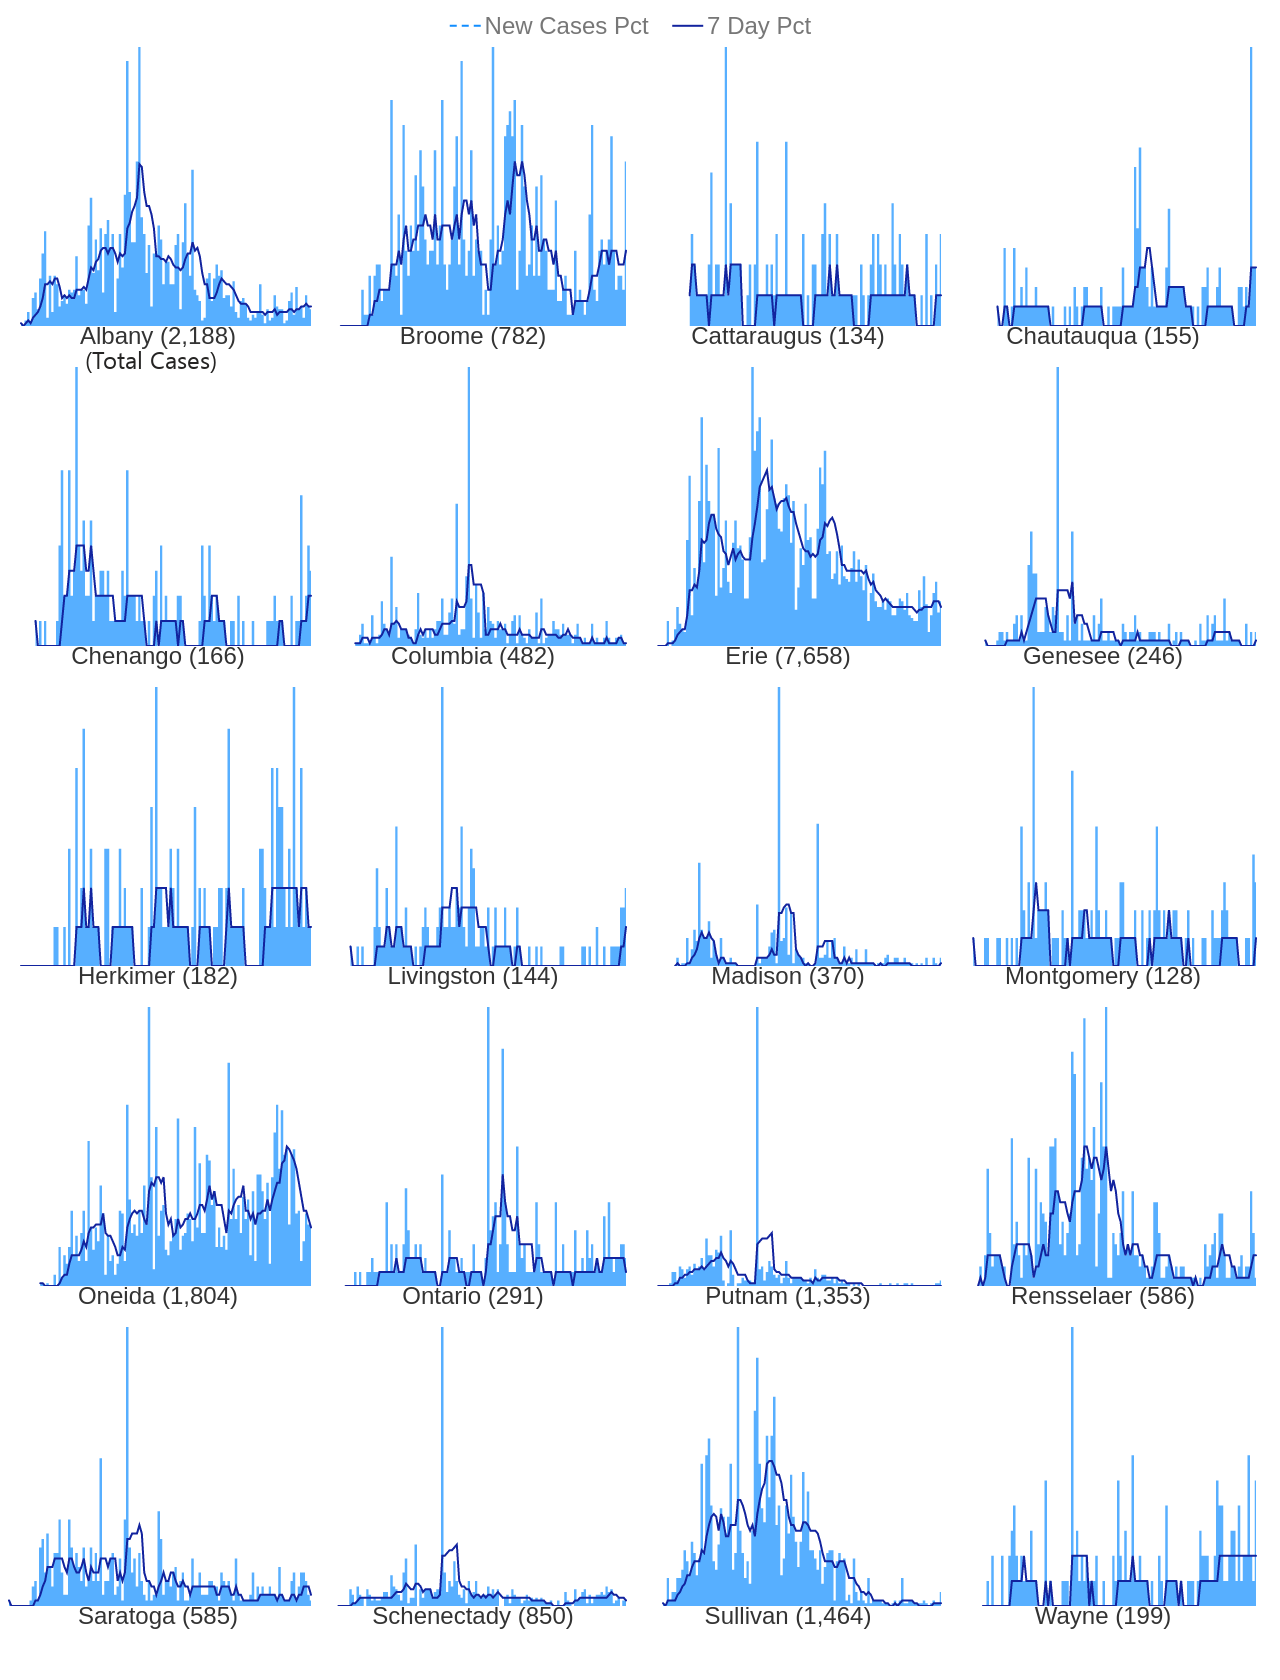 New Cases Pct 7 Day Pct
Albany (2,188) Broome (782) Cattaraugus (134) Chautauqua (155)
(Total Cases)
Chenango (166) Columbia (482) Erie (7,658) Genesee (246)
Herkimer (182) Livingston (144) Madison (370) Montgomery (128)
Oneida (1,804) Ontario (291) Putnam (1,353) Rensselaer (586)
Saratoga (585) Schenectady (850) Sullivan (1,464) Wayne (199)